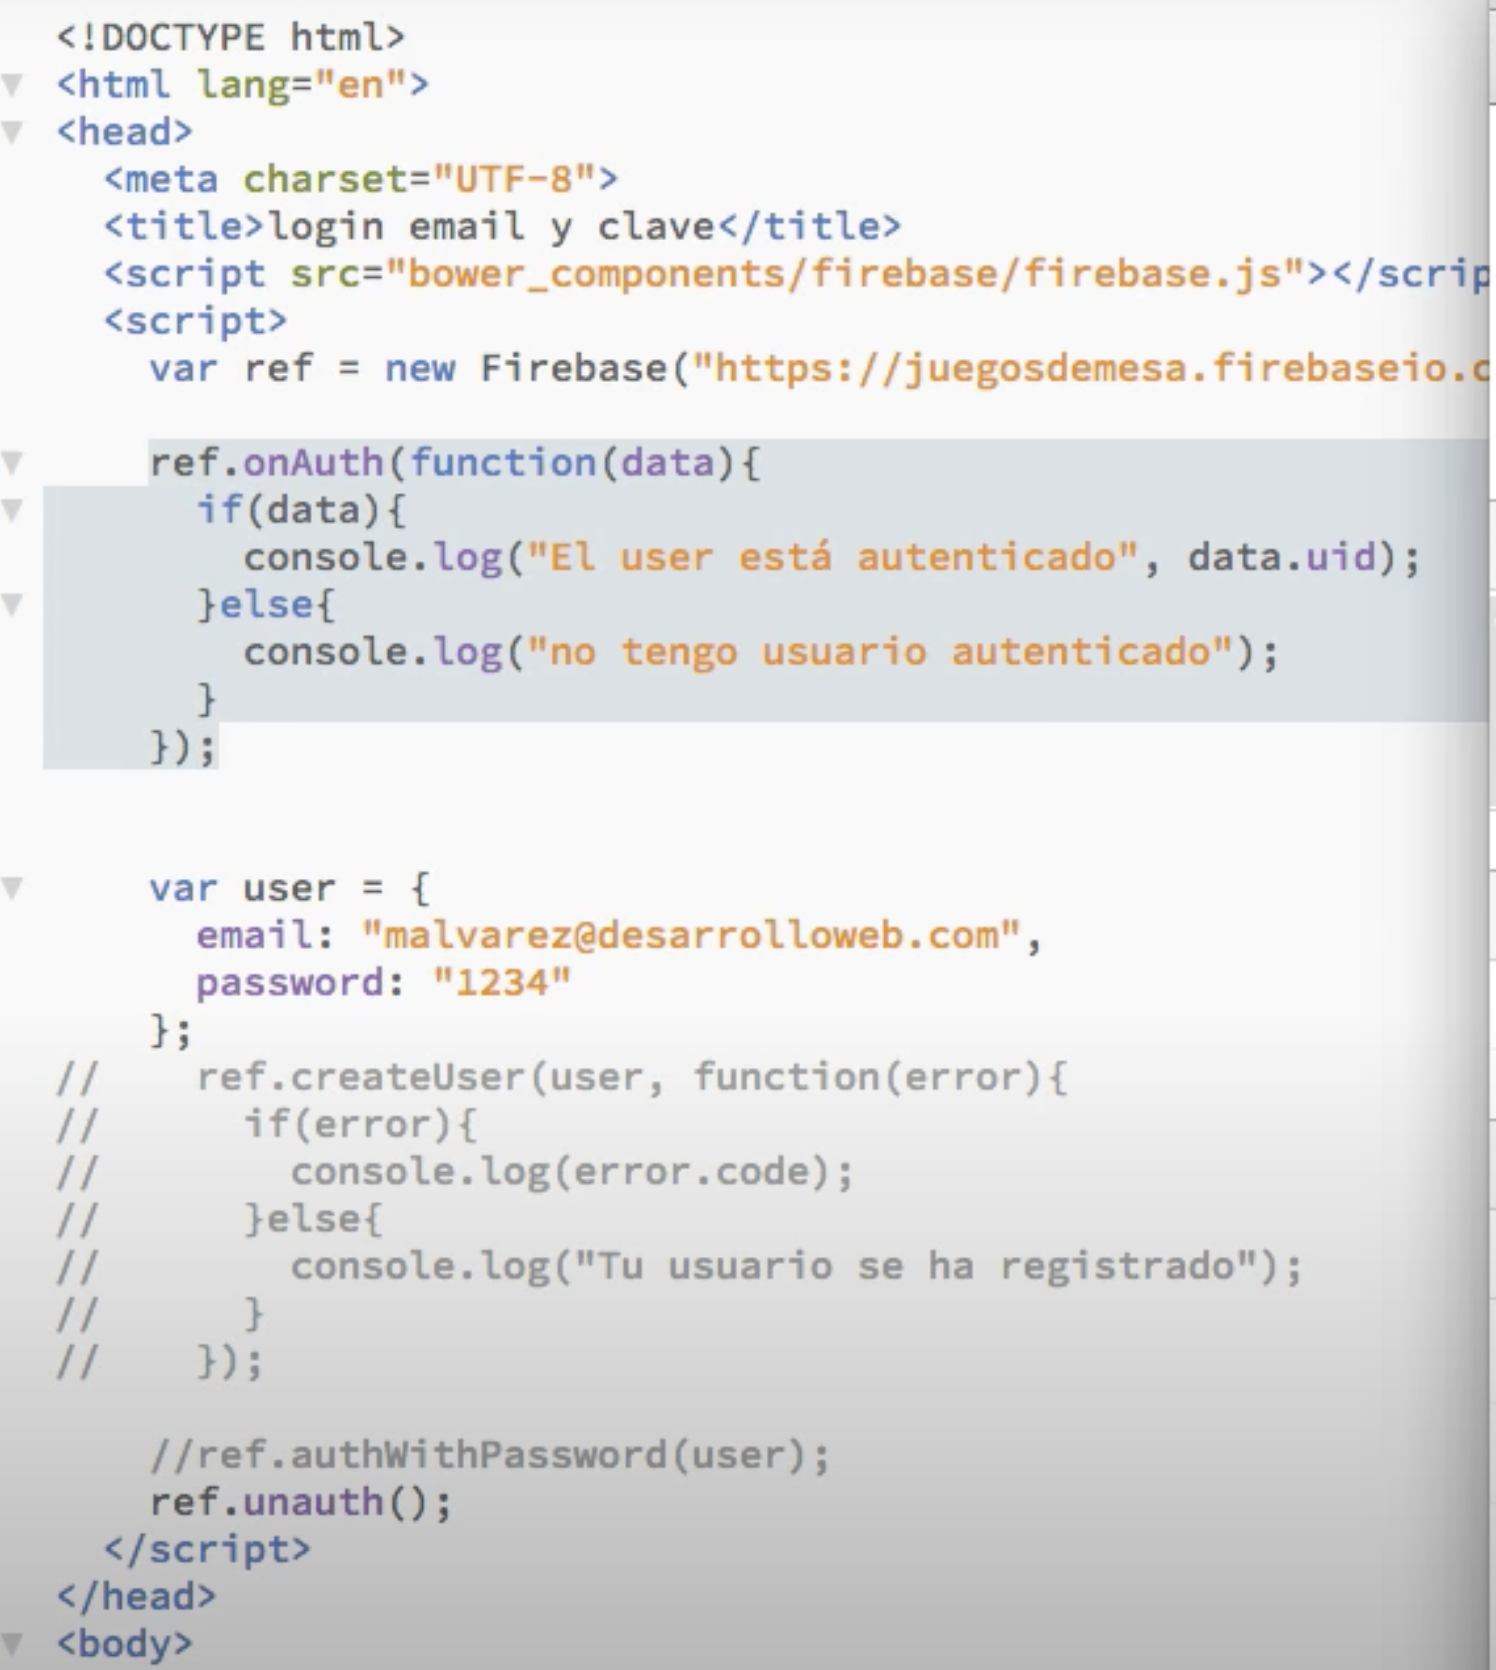 <!DOCTYPE html>
<html lang="en">
<head>
<meta charset="UTF-8">
<title>login email y clave</title>
<script src="bower_components/firebase/firebase.js"></scrip
<script>
var ref = new Firebase("https://juegosdemesa.firebaseio.c
ref.onAuth(function(data){
if(data){
console.log("El user está autenticado", data.uid);
}else{
console.log("no tengo usuario autenticado");
}
});
var user = {
email: "malvarez@desarrolloweb.com",
password: "1234"
};
// ref.createUser(user, function(error){
// if(error){
// console.log(error.code);
// }else{
// console.log("Tu usuario se ha registrado");
// }
// });
//ref.authWithPassword(user);
ref.unauth();
</script>
</head>
<body>